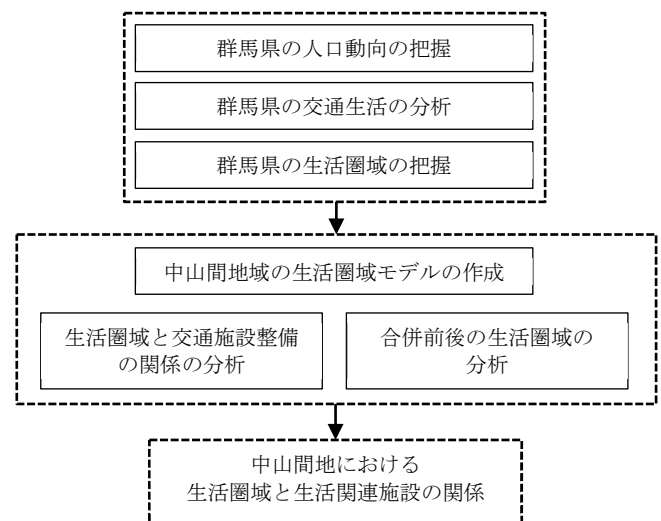 群馬県の人口動向の把握
群馬県の交通生活の分析
群馬県の生活圏域の把握
中山間地域の生活圏域モデルの作成
生活圏域と交通施設整備
の関係の分析
合併前後の生活圏域の
分析
中山間地における
生活圏域と生活関連施設の関係